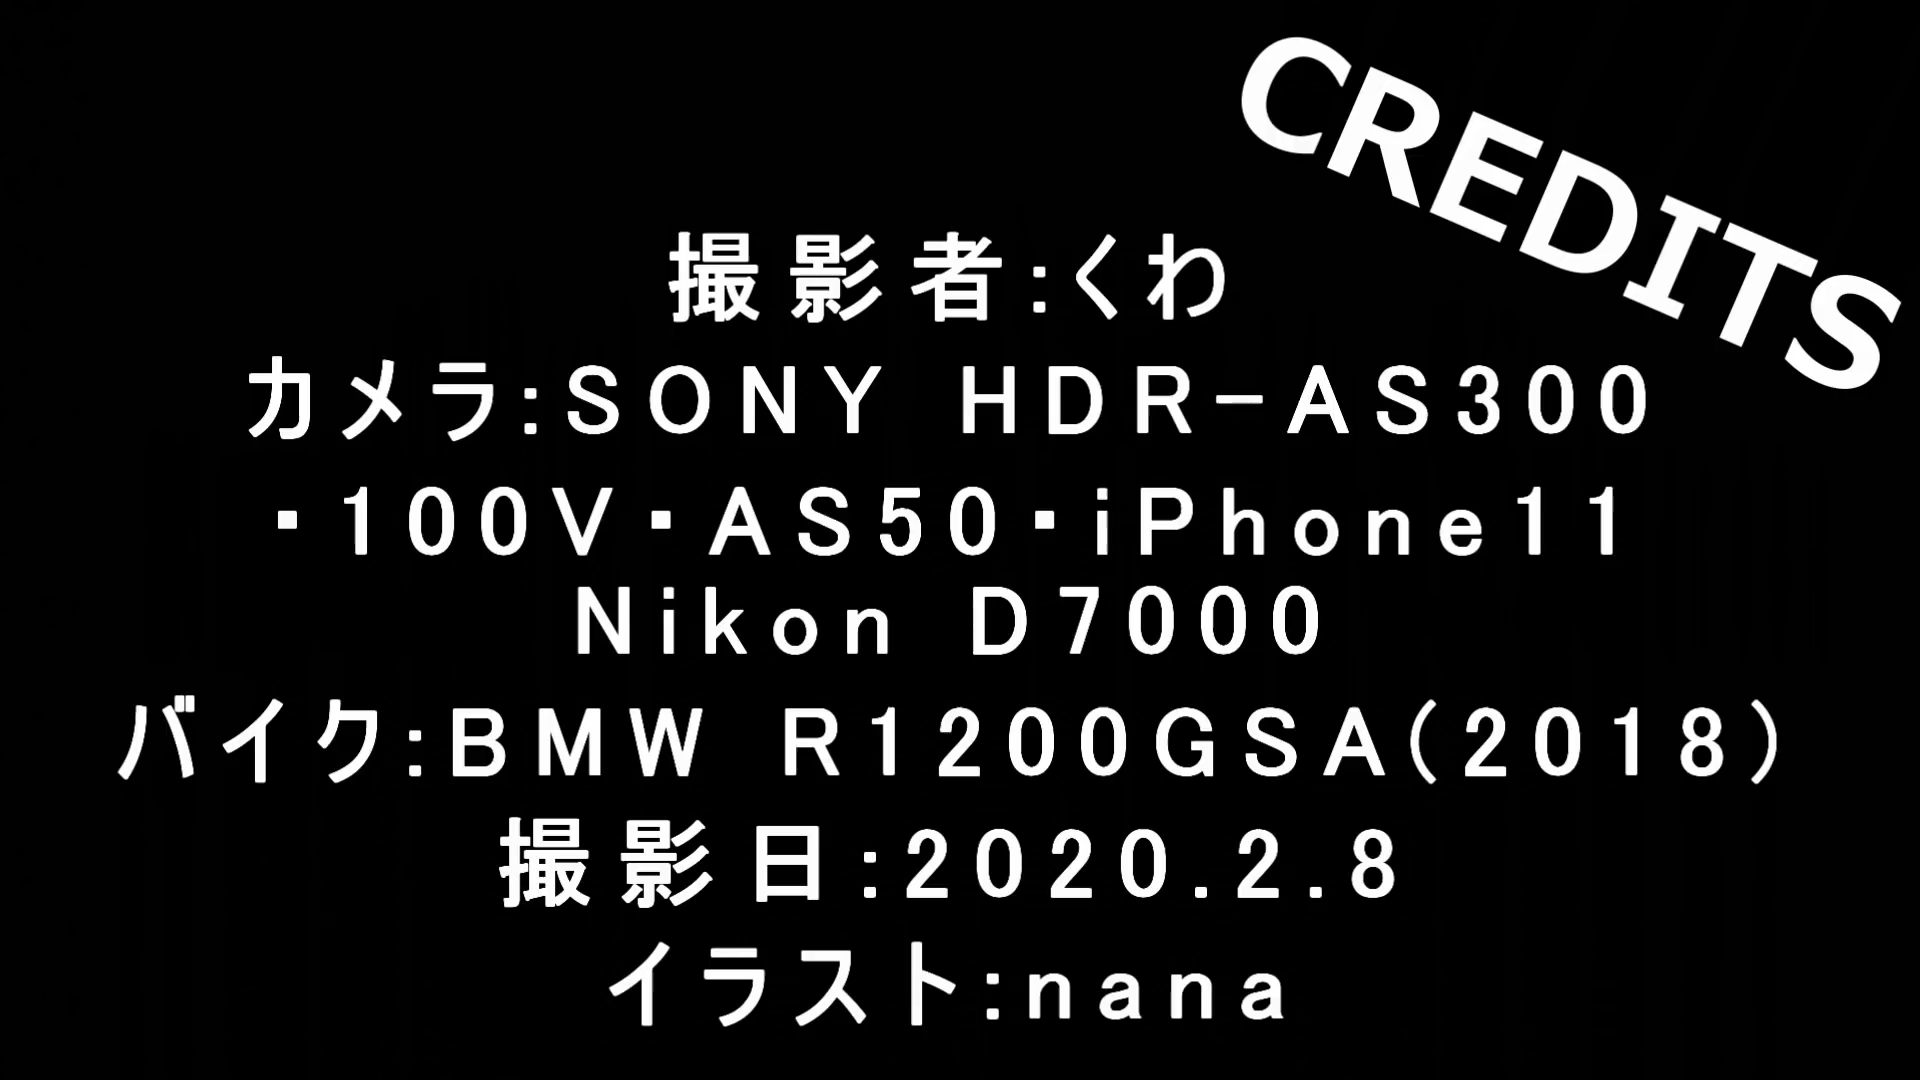 CREDITS
撮影者:くわ
カメラ:SONY HDR-AS300
・100V・AS50・iPhone11
Nikon D7000
バイク:BMW R1200GSA(2018)
撮影日:2020.2.8
イラスト:nana